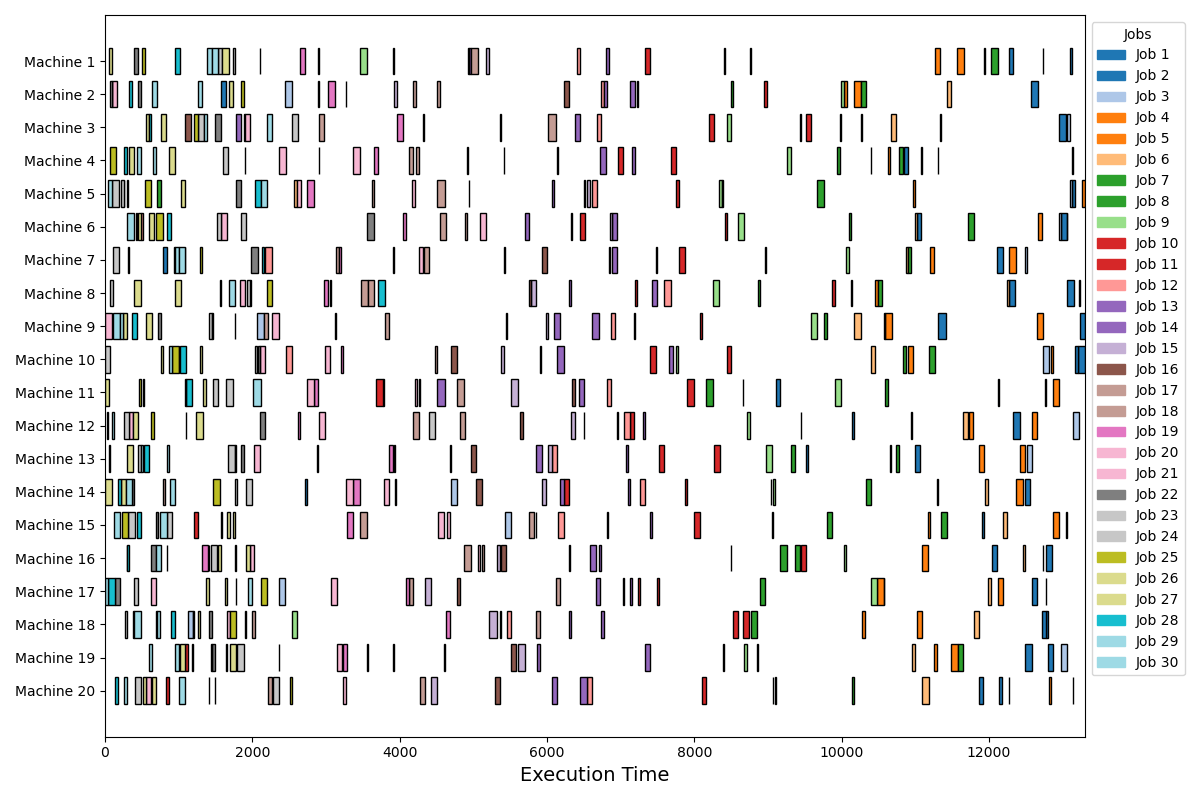 Machine 1
Machine 2
Machine 3
Machine 4
Machine 5
Machine 6
Machine 7
Machine 8
Machine 9
Machine 10
Machine 11
Machine 12
Machine 13
Machine 14
Machine 15
Machine 16
Machine 17
Machine 18
Machine 19
Machine 20
0 2000 4000 6000 8000 10000 12000
Execution Time
Jobs
Job 1
Job 2
Job 3
Job 4
Job 5
Job 6
Job 7
Job 8
Job 9
Job 10
Job 11
Job 12
Job 13
Job 14
Job 15
Job 16
Job 17
Job 18
Job 19
Job 20
Job 21
Job 22
Job 23
Job 24
Job 25
Job 26
Job 27
Job 28
Job 29
Job 30